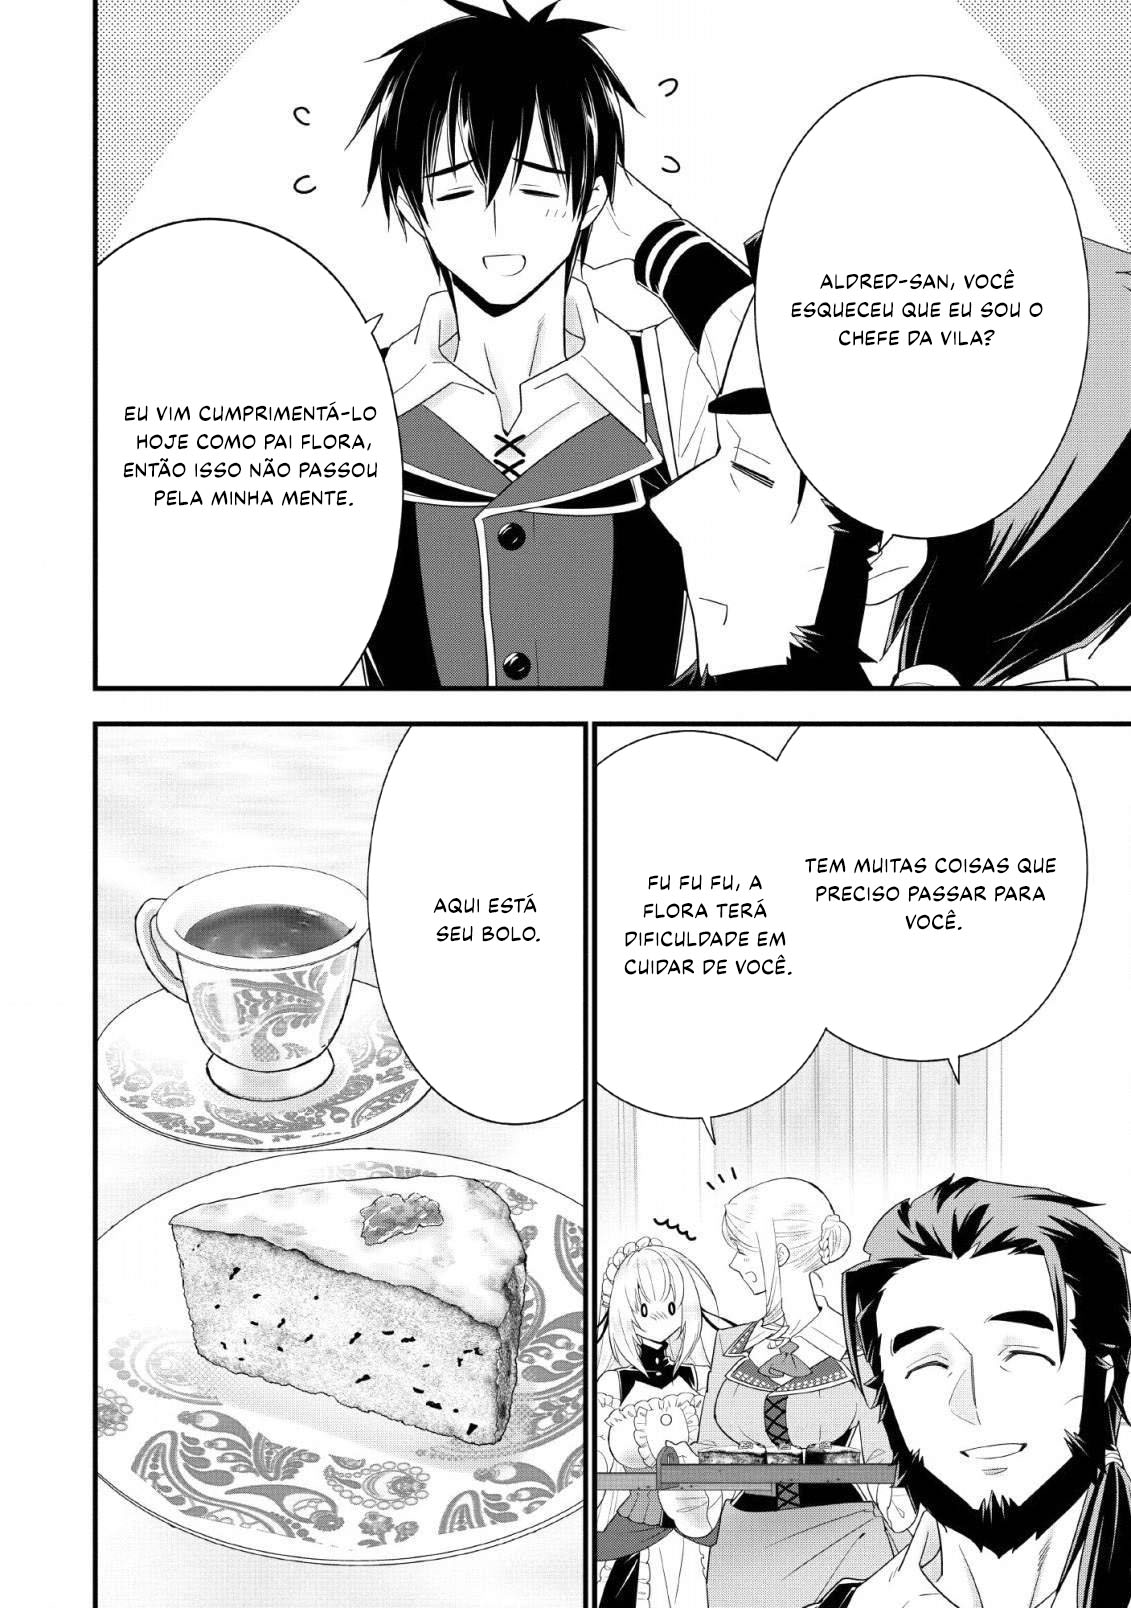 ALDRED-SAN, VOCÊ
ESQUECEU QUE EU SOU O
CHEFE DA VILA?
EU VIM CUMPRIMENTÁ-LO
HOJE COMO PAI FLORA,
ENTÃO ISSO NÃO PASSOU
PELA MINHA MENTE.
TEM MUITAS COISAS QUE
PRECISO PASSAR PARA
VOCÊ.
FU FU FU, A
FLORA TERÁ
DIFICULDADE EM
CUIDAR DE VOCÊ.
AQUI ESTÁ
SEU BOLO.